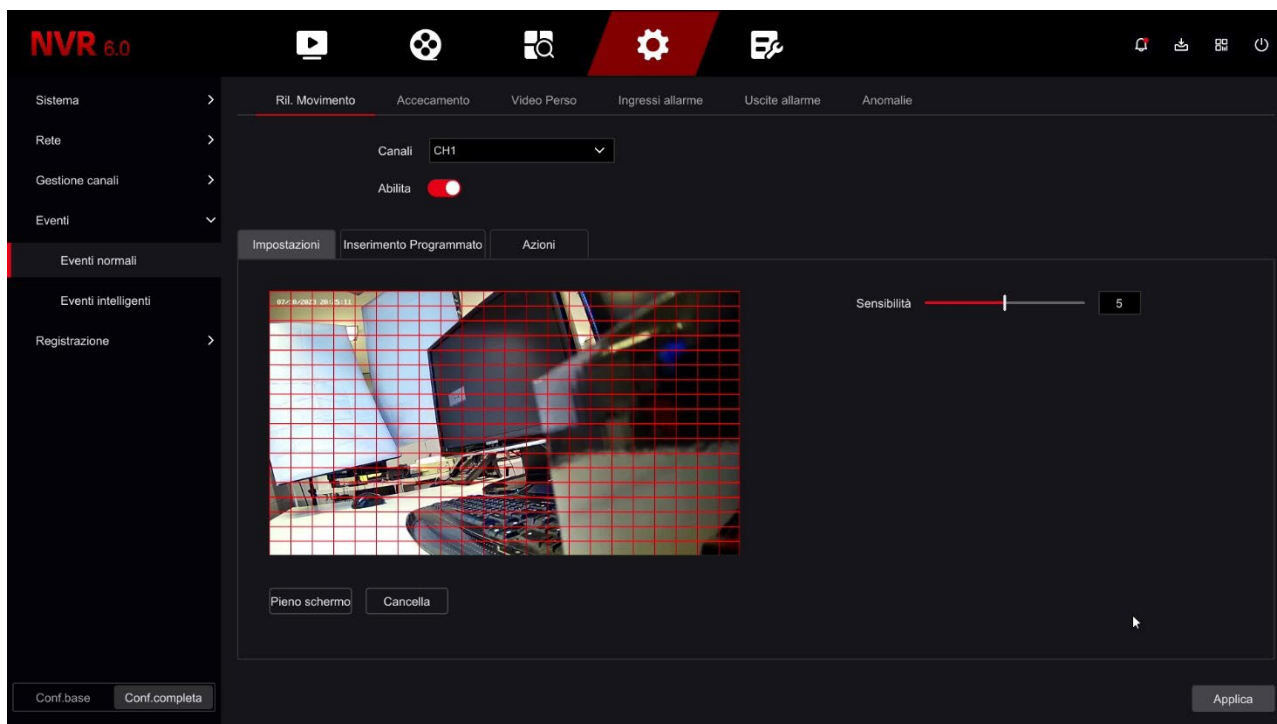 NVR 6.0
Sistema
Rete
Gestione canali
Eventi
Eventi normali
Eventi intelligenti
Registrazione
Conf.base Conf.completa
Ril. Movimento Accecamento Video Perso Ingressi allarme Uscite allarme Anomalie
Canali CH1
Abilita
Impostazioni Inserimento Programmato Azioni
Sensibilità 5
Pieno schermo Cancella
Applica